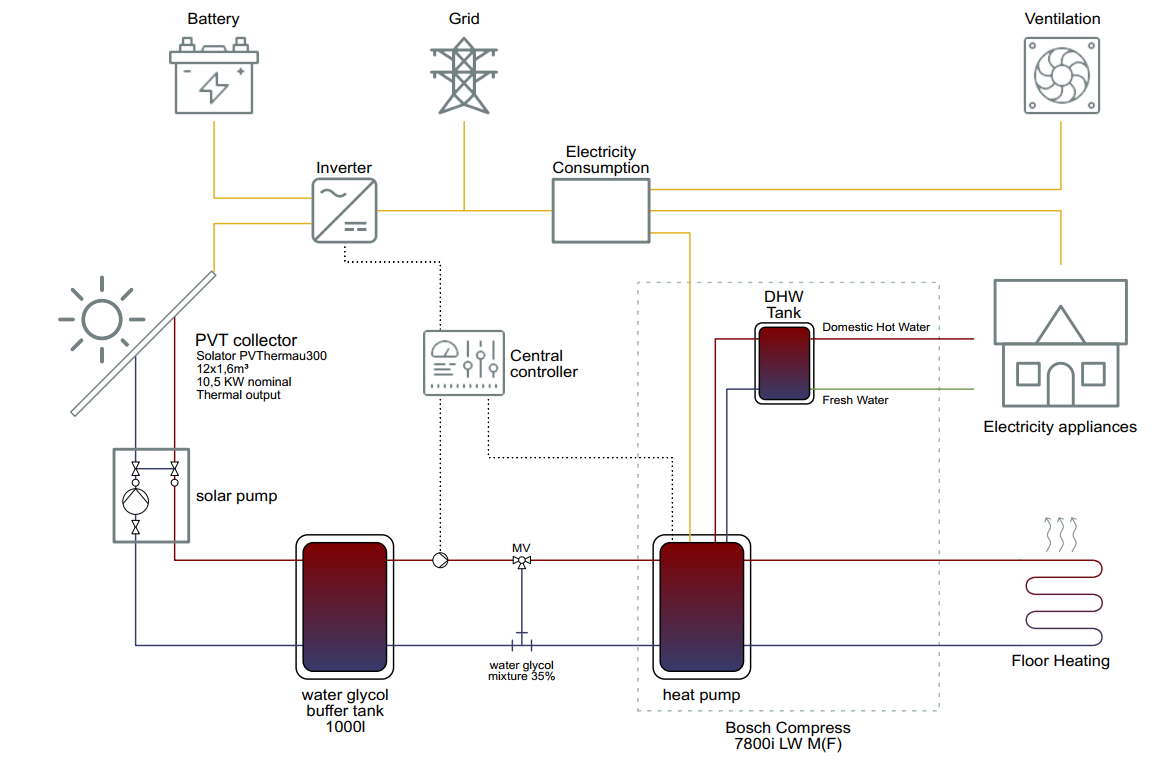 Battery
Grid
Ventilation
Electricity
Consumption
Inverter
DHW
Tank
Domestic Hot Water
PVT collector
Solator PVThermau300
12x1,6m³
10,5 KW nominal
Thermal output
Central
controller
Fresh Water
Electricity appliances
solar pump
MV
water glycol
mixture 35%
Floor Heating
water glycol
buffer tank
1000l
heat pump
Bosch Compress
7800i LW M(F)